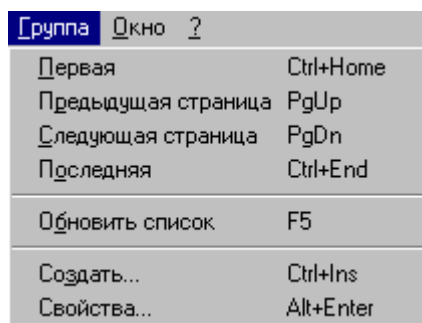 Группа Окно ?
Первая Ctrl+Home
Предыдущая страница PgUp
Следующая страница PgDn
Последняя Ctrl+End
Обновить список F5
Создать... Ctrl+Ins
Свойства... Alt+Enter